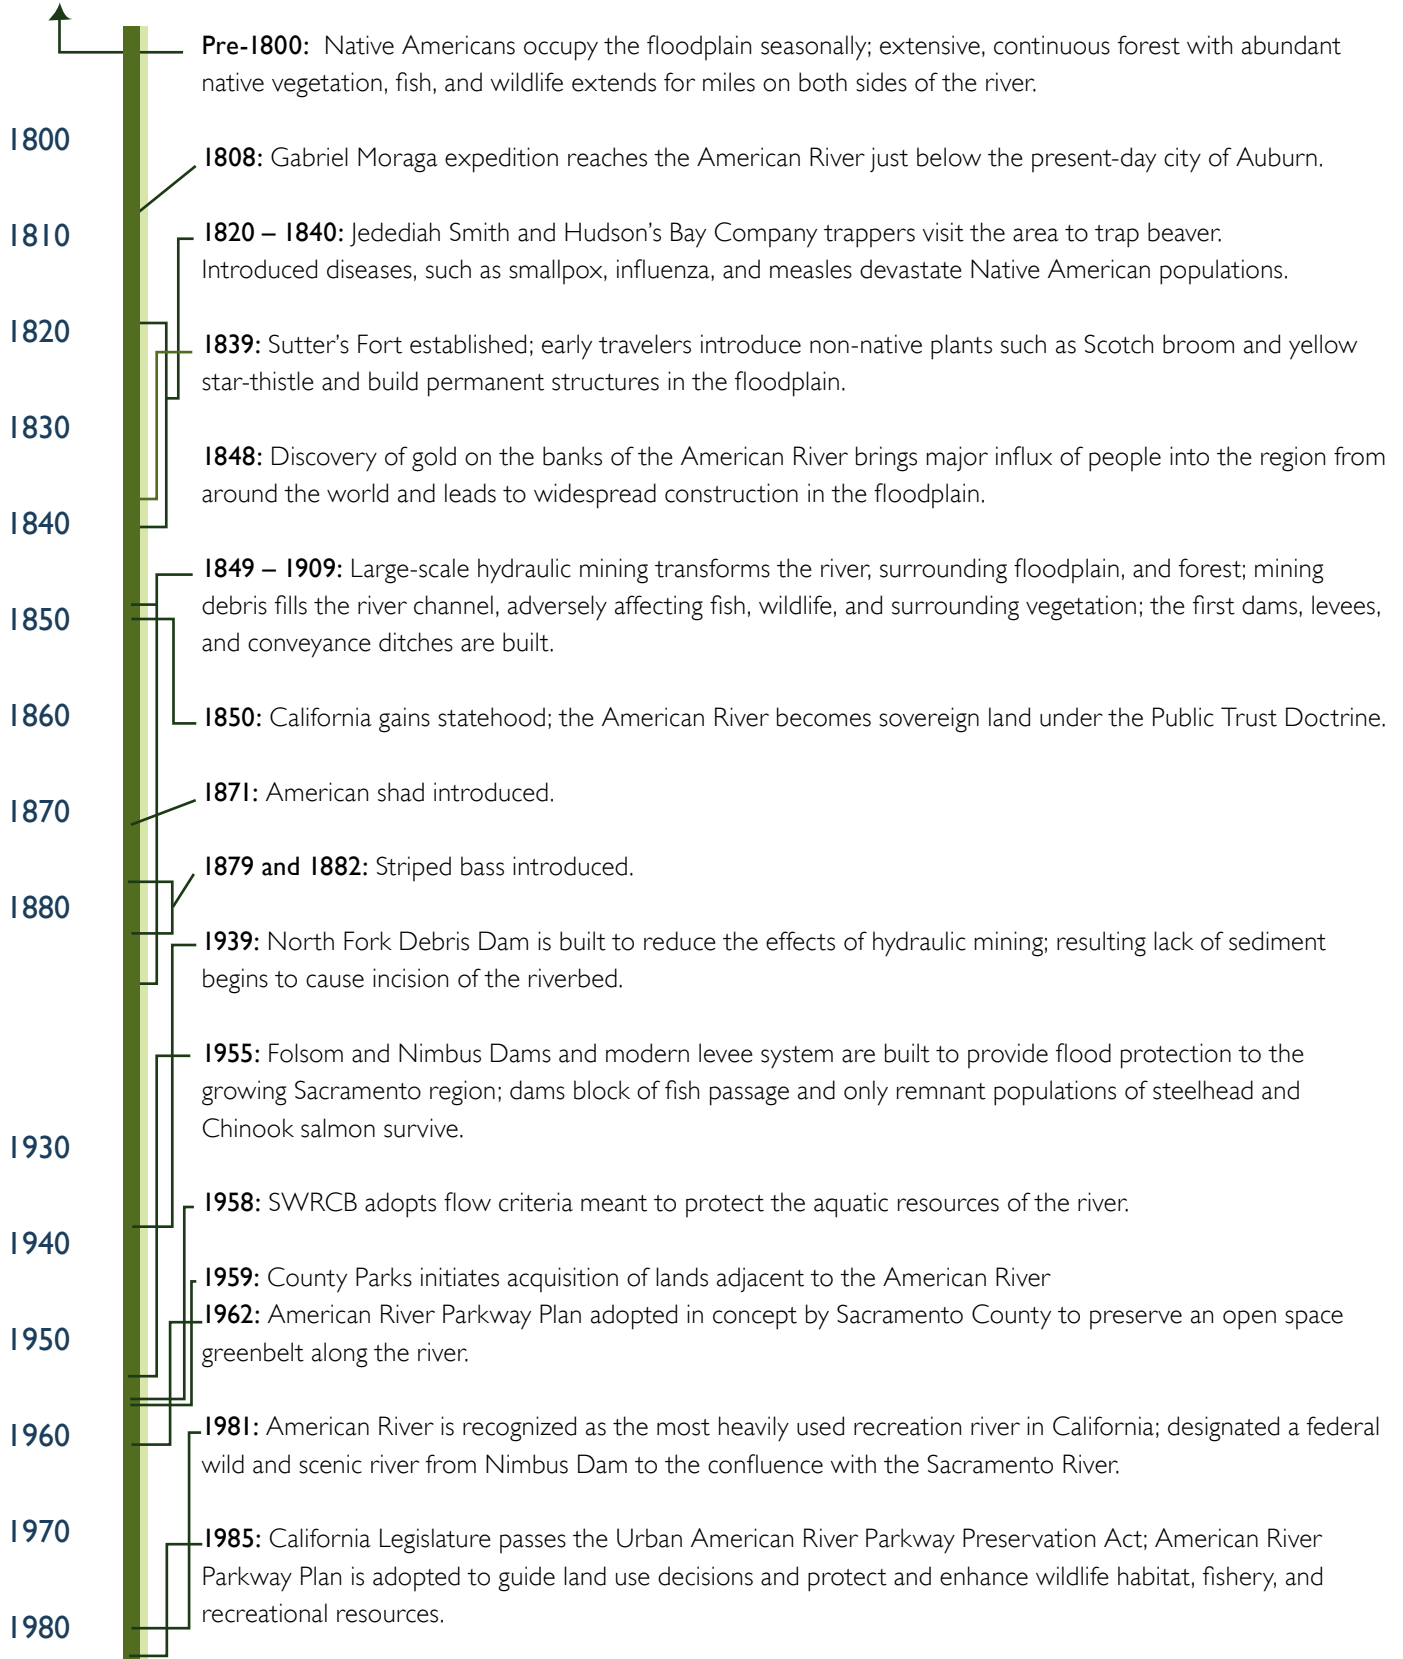 Pre-1800: Native Americans occupy the floodplain seasonally; extensive, continuous forest with abundant
native vegetation, fish, and wildlife extends for miles on both sides of the river.
1800
1808: Gabriel Moraga expedition reaches the American River just below the present-day city of Auburn.
1810
1820 – 1840: Jedediah Smith and Hudson's Bay Company trappers visit the area to trap beaver.
Introduced diseases, such as smallpox, influenza, and measles devastate Native American populations.
1820
1839: Sutter's Fort established; early travelers introduce non-native plants such as Scotch broom and yellow
star-thistle and build permanent structures in the floodplain.
1830
1848: Discovery of gold on the banks of the American River brings major influx of people into the region from
around the world and leads to widespread construction in the floodplain.
1840
1849 – 1909: Large-scale hydraulic mining transforms the river, surrounding floodplain, and forest; mining
debris fills the river channel, adversely affecting fish, wildlife, and surrounding vegetation; the first dams, levees,
and conveyance ditches are built.
1850
1860
1850: California gains statehood; the American River becomes sovereign land under the Public Trust Doctrine.
1871: American shad introduced.
1870
1879 and 1882: Striped bass introduced.
1880
1939: North Fork Debris Dam is built to reduce the effects of hydraulic mining; resulting lack of sediment
begins to cause incision of the riverbed.
1955: Folsom and Nimbus Dams and modern levee system are built to provide flood protection to the
growing Sacramento region; dams block of fish passage and only remnant populations of steelhead and
Chinook salmon survive.
1930
1958: SWRCB adopts flow criteria meant to protect the aquatic resources of the river.
1940
1959: County Parks initiates acquisition of lands adjacent to the American River
1962: American River Parkway Plan adopted in concept by Sacramento County to preserve an open space
greenbelt along the river.
1950
1960
1981: American River is recognized as the most heavily used recreation river in California; designated a federal
wild and scenic river from Nimbus Dam to the confluence with the Sacramento River.
1970
1985: California Legislature passes the Urban American River Parkway Preservation Act; American River
Parkway Plan is adopted to guide land use decisions and protect and enhance wildlife habitat, fishery, and
recreational resources.
1980